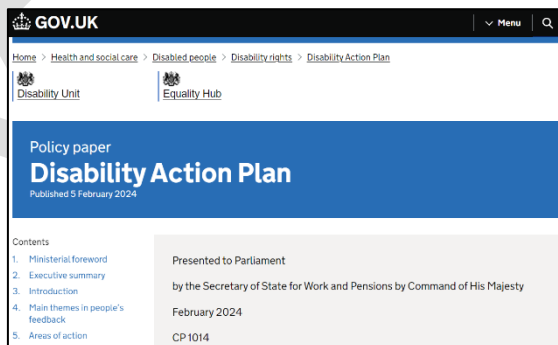 GOV.UK
Menu
Home > Health and social care > Disabled people > Disability rights > Disability Action Plan
Disability Unit
Equality Hub
Policy paper
Disability Action Plan
Published 5 February 2024
Contents
1. Ministerial foreword
2. Executive summary
3. Introduction
4. Main themes in people's
feedback
5. Areas of action
Presented to Parliament
by the Secretary of State for Work and Pensions by Command of His Majesty
February 2024
CP 1014